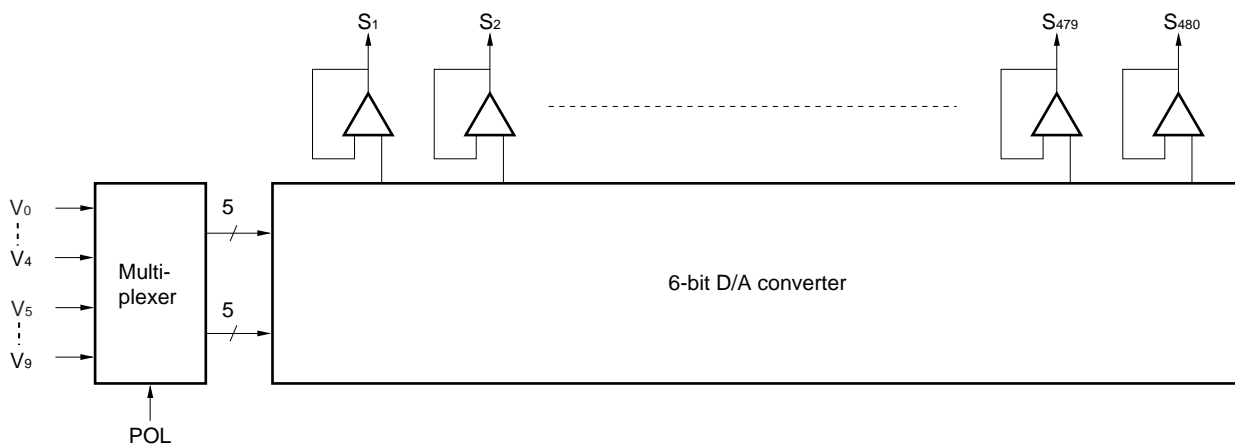 S1 S2 S479 S480
V0 5
V4 Multi-
plexer 6-bit D/A converter
V5 5
V9
POL